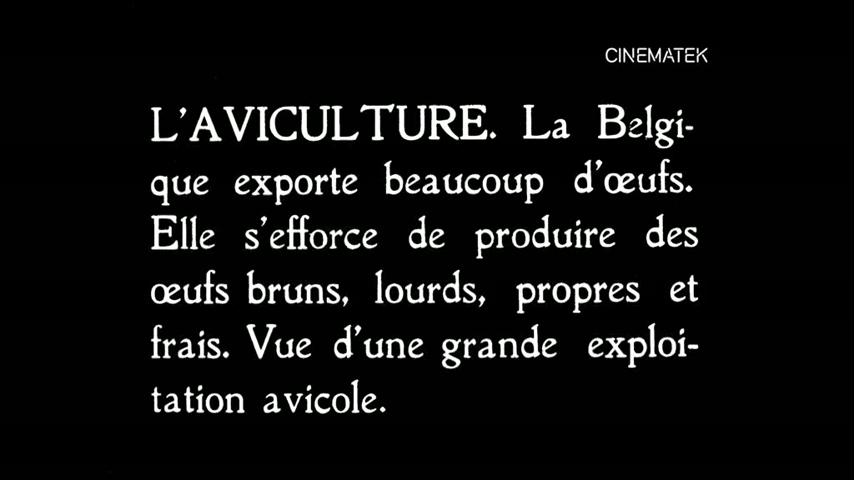 CINEMATEK
L'AVICULTURE. La Belgi-
que exporte beaucoup d'œufs.
Elle s'efforce de produire des
œufs bruns, lourds, propres et
frais. Vue d'une grande exploi-
tation avicole.